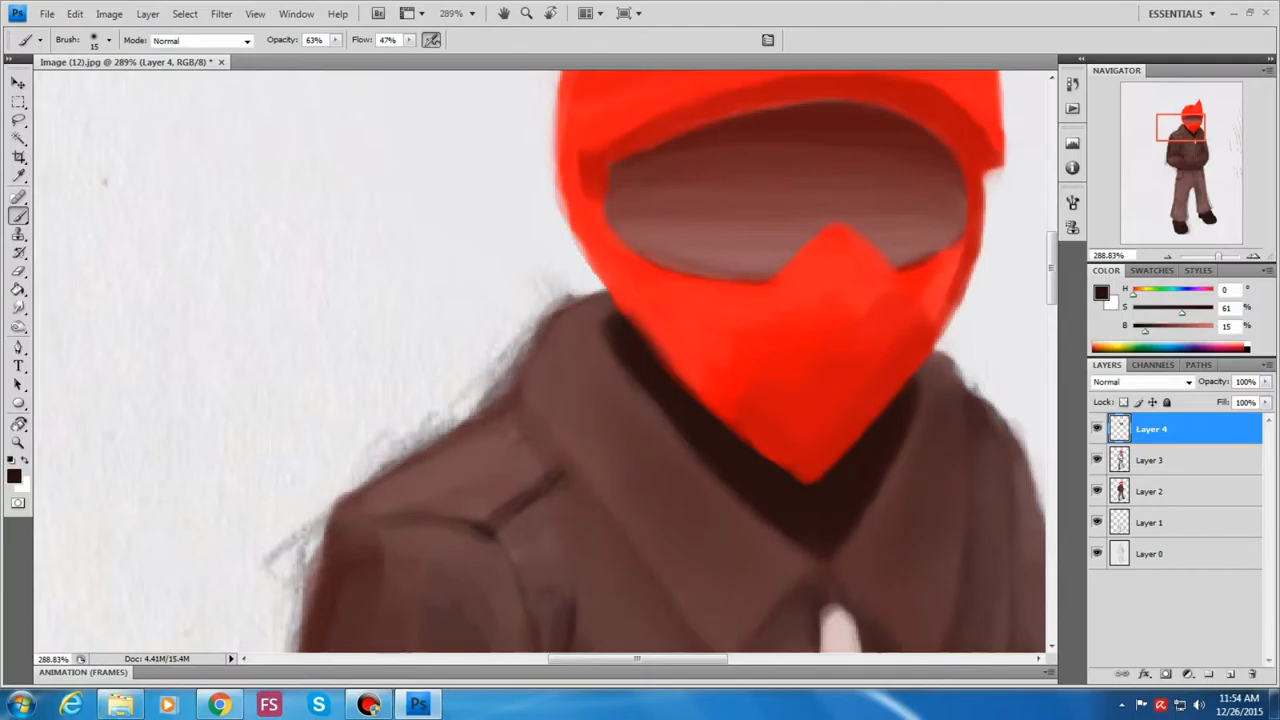 Ps File Edit Image Layer Select Filter View Window Help Br 289% ESSENTIALS
Brush: 15 Mode: Normal Opacity: 63% Flow: 47%
Image (12).jpg @ 289% (Layer 4, RGB/8) * x
NAVIGATOR
288.83%
COLOR SWATCHES STYLES
H 0 °
S 61 %
B 15 %
LAYERS CHANNELS PATHS
Normal Opacity: 100%
Lock: Fill: 100%
Layer 4
Layer 3
Layer 2
Layer 1
Layer 0
288.83% Doc: 4.41M/15.4M
ANIMATION (FRAMES)
FS S Ps
11:54 AM
12/26/2015